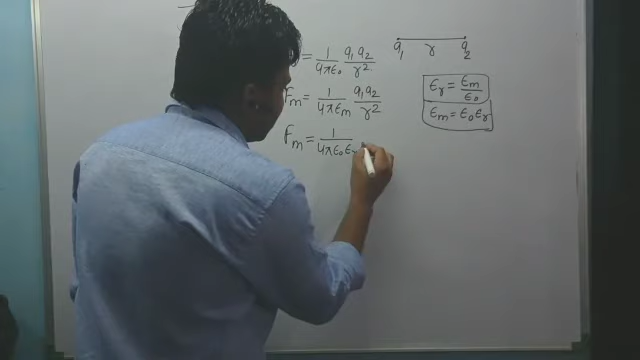 = 1/4πε₀ q₁q₂/r²
q₁ r q₂
Fm = 1/4πεm q₁q₂/r²
εr = εm/ε₀
εm = ε₀εr
Fm = 1/4πε₀εr